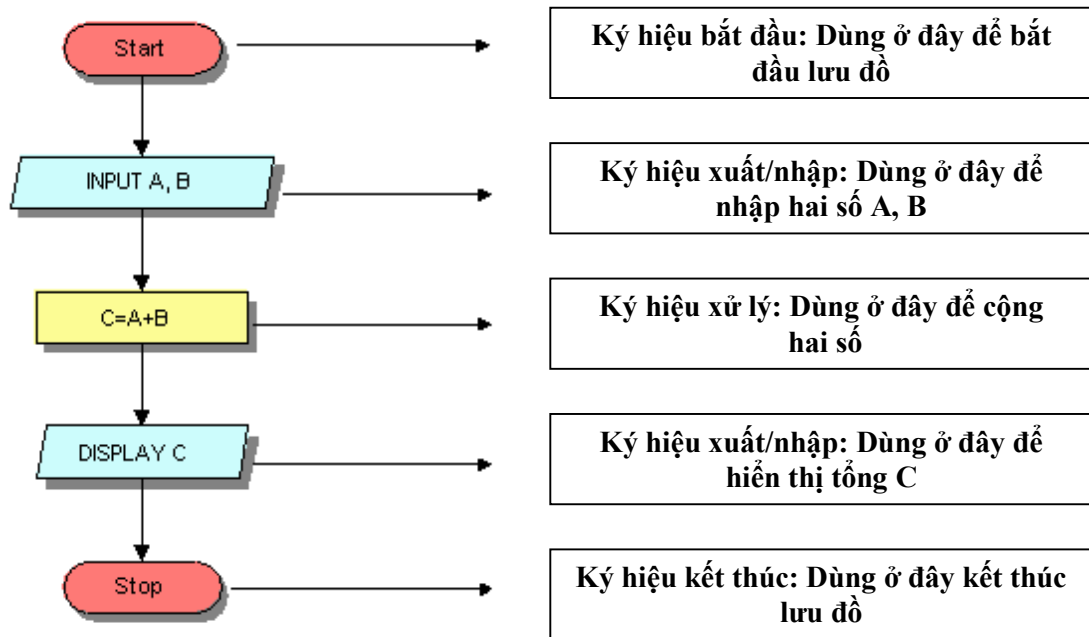 Start
Ký hiệu bắt đầu: Dùng ở đây để bắt
đầu lưu đồ
INPUT A, B
Ký hiệu xuất/nhập: Dùng ở đây để
nhập hai số A, B
C=A+B
Ký hiệu xử lý: Dùng ở đây để cộng
hai số
DISPLAY C
Ký hiệu xuất/nhập: Dùng ở đây để
hiển thị tổng C
Stop
Ký hiệu kết thúc: Dùng ở đây kết thúc
lưu đồ